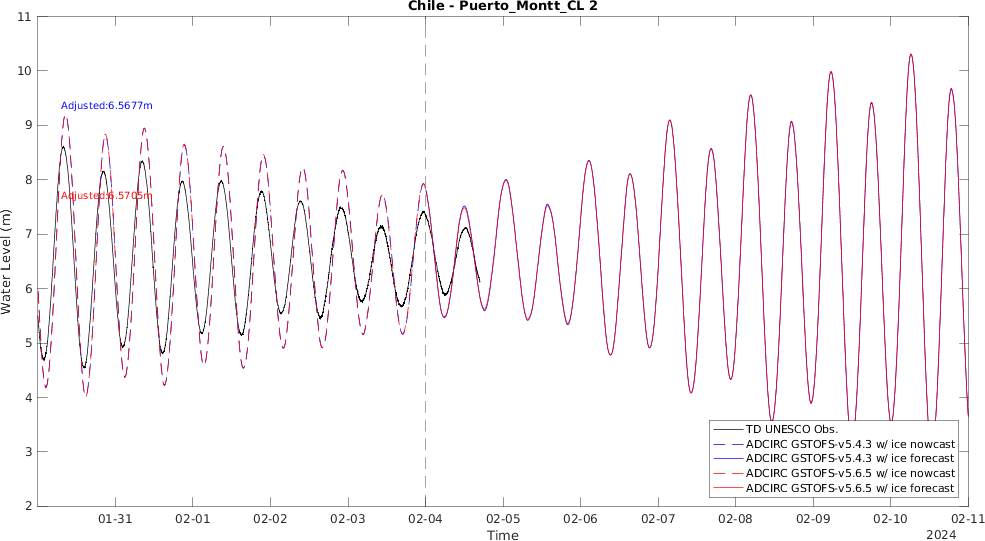 Chile - Puerto_Montt_CL 2
11
10
9
8
7
6
5
4
3
2
Water Level (m)
Adjusted:6.5677m
Adjusted:6.5705m
TD UNESCO Obs.
ADCIRC GSTOFS-v5.4.3 w/ ice nowcast
ADCIRC GSTOFS-v5.4.3 w/ ice forecast
ADCIRC GSTOFS-v5.6.5 w/ ice nowcast
ADCIRC GSTOFS-v5.6.5 w/ ice forecast
01-31 02-01 02-02 02-03 02-04 02-05 02-06 02-07 02-08 02-09 02-10 02-11
Time
2024